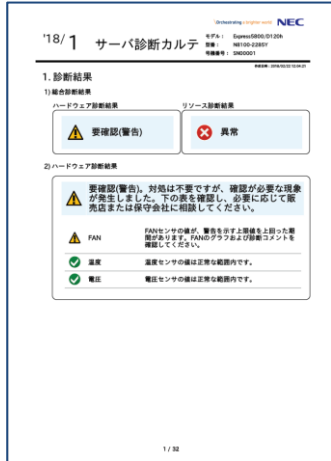 Orchestrating a brighter world NEC
'18/1 サーバ診断カルテ
モデル： Express5800/D120h
型番： N8100-2285Y
号機番号： SN00001
1. 診断結果
1) 総合診断結果
ハードウェア診断結果
リソース診断結果
要確認(警告)
異常
2) ハードウェア診断結果
要確認(警告)。対処は不要ですが、確認が必要な現象
が発生しました。下の表を確認し、必要に応じて販
売店または保守会社に相談してください。
FAN
FANセンサの値が、警告を示す上限値を上回った期
間があります。FANのグラフおよび診断コメントを
確認してください。
温度
温度センサの値は正常な範囲内です。
電圧
電圧センサの値は正常な範囲内です。
1 / 32